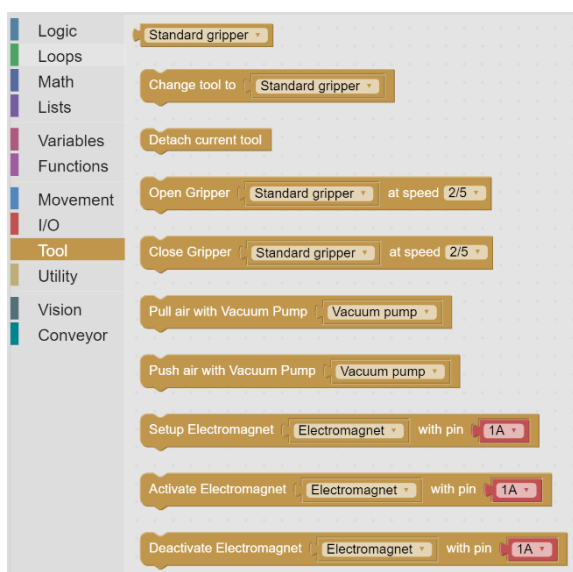 Logic
Loops
Math
Lists
Variables
Functions
Movement
I/O
Tool
Utility
Vision
Conveyor
Standard gripper
Change tool to Standard gripper
Detach current tool
Open Gripper Standard gripper at speed 2/5
Close Gripper Standard gripper at speed 2/5
Pull air with Vacuum Pump Vacuum pump
Push air with Vacuum Pump Vacuum pump
Setup Electromagnet Electromagnet with pin 1A
Activate Electromagnet Electromagnet with pin 1A
Deactivate Electromagnet Electromagnet with pin 1A